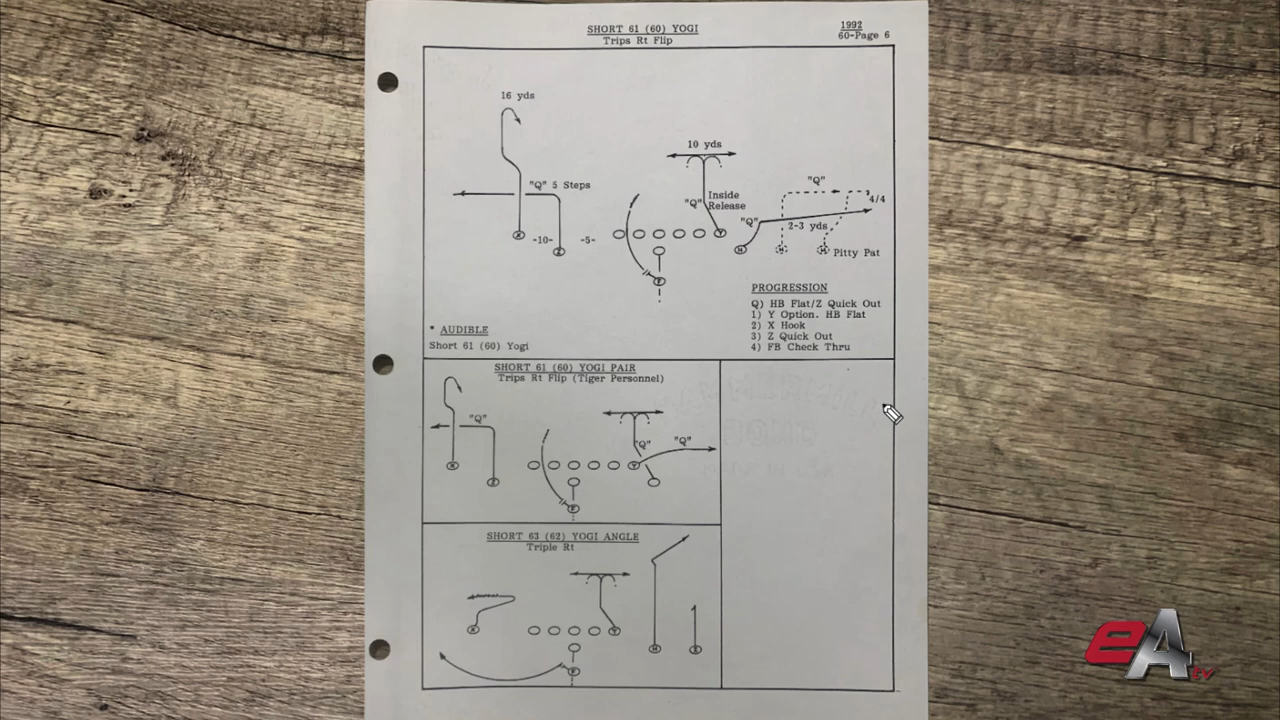 SHORT 61 (60) YOGI
Trips Rt Flip
1992
60-Page 6
16 yds
10 yds
"Q" 5 Steps
"Q"
Inside
"Q" Release
"Q"
4/4
2-3 yds
-10-
-5-
X
Z
Y
H
H
H
Pitty Pat
F
PROGRESSION
Q) HB Flat/Z Quick Out
1) Y Option. HB Flat
2) X Hook
3) Z Quick Out
4) FB Check Thru
* AUDIBLE
Short 61 (60) Yogi
SHORT 61 (60) YOGI PAIR
Trips Rt Flip (Tiger Personnel)
"Q"
"Q"
"Q"
X
Z
Y
F
SHORT 63 (62) YOGI ANGLE
Triple Rt
X
Y
H
F
eA
tv